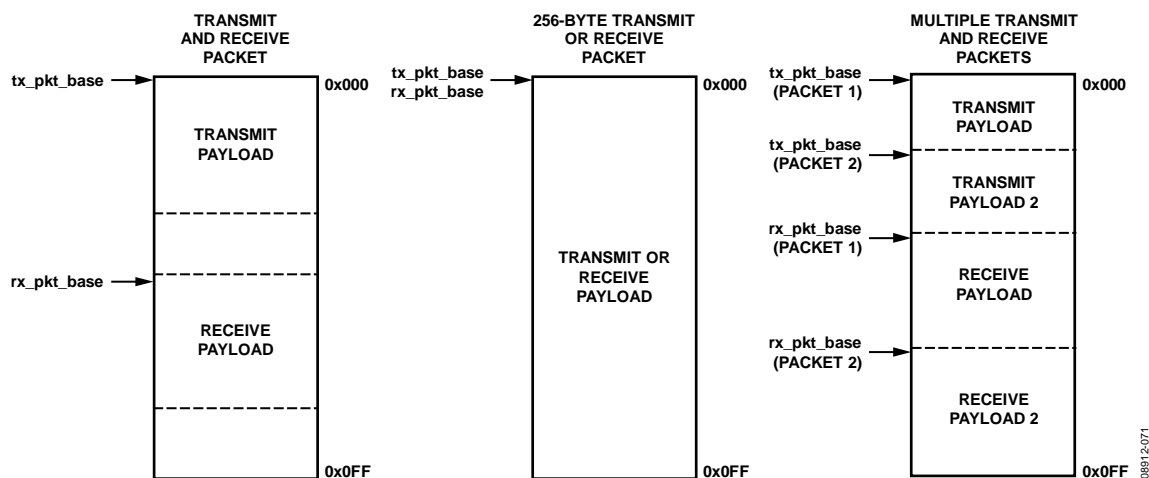 TRANSMIT
AND RECEIVE
PACKET
tx_pkt_base
0x000
TRANSMIT
PAYLOAD
rx_pkt_base
RECEIVE
PAYLOAD
0x0FF
256-BYTE TRANSMIT
OR RECEIVE
PACKET
tx_pkt_base
rx_pkt_base
0x000
TRANSMIT OR
RECEIVE
PAYLOAD
0x0FF
MULTIPLE TRANSMIT
AND RECEIVE
PACKETS
tx_pkt_base
(PACKET 1)
0x000
TRANSMIT
PAYLOAD
tx_pkt_base
(PACKET 2)
TRANSMIT
PAYLOAD 2
rx_pkt_base
(PACKET 1)
RECEIVE
PAYLOAD
rx_pkt_base
(PACKET 2)
RECEIVE
PAYLOAD 2
0x0FF
08912-071